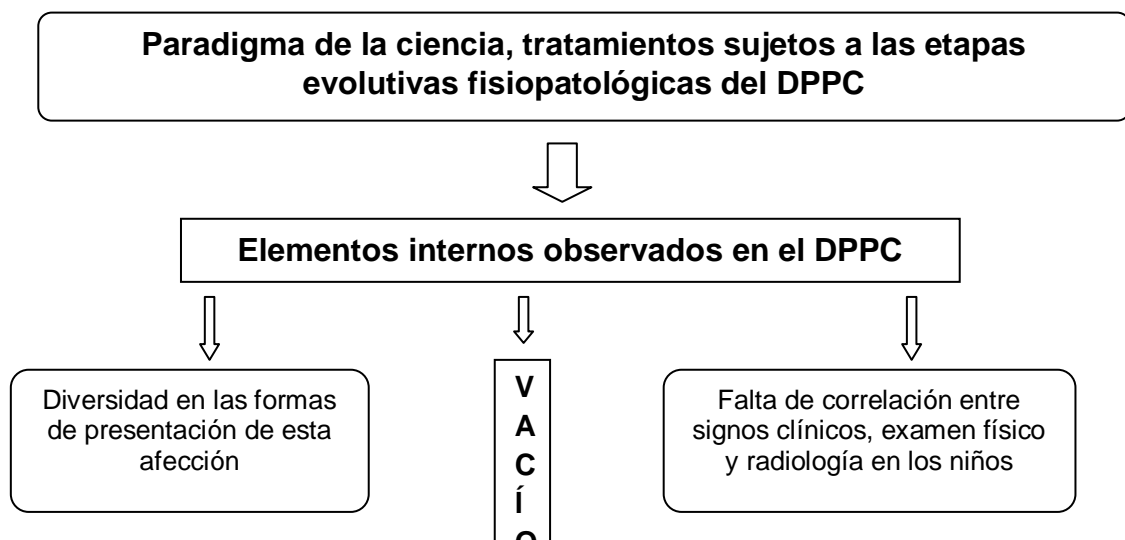 Paradigma de la ciencia, tratamientos sujetos a las etapas
evolutivas fisiopatológicas del DPPC
Elementos internos observados en el DPPC
Diversidad en las formas
de presentación de esta
afección
V
A
C
Í
O
Falta de correlación entre
signos clínicos, examen físico
y radiología en los niños